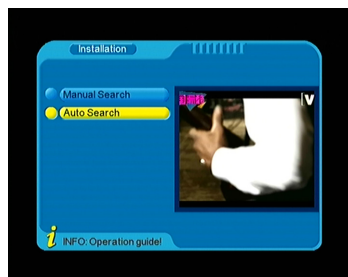 Installation
Manual Search
Auto Search
V
INFO: Operation guide!